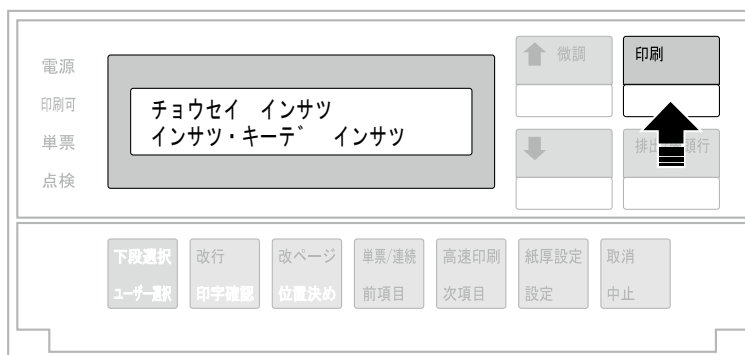 電源
印刷可
単票
点検
チョウセイ インサツ
インサツ・キーデ゛ インサツ
微調
印刷
下段選択
ユーザー選択
改行
印字確認
改ページ
位置決め
単票/連続
前項目
高速印刷
次項目
紙厚設定
設定
取消
中止